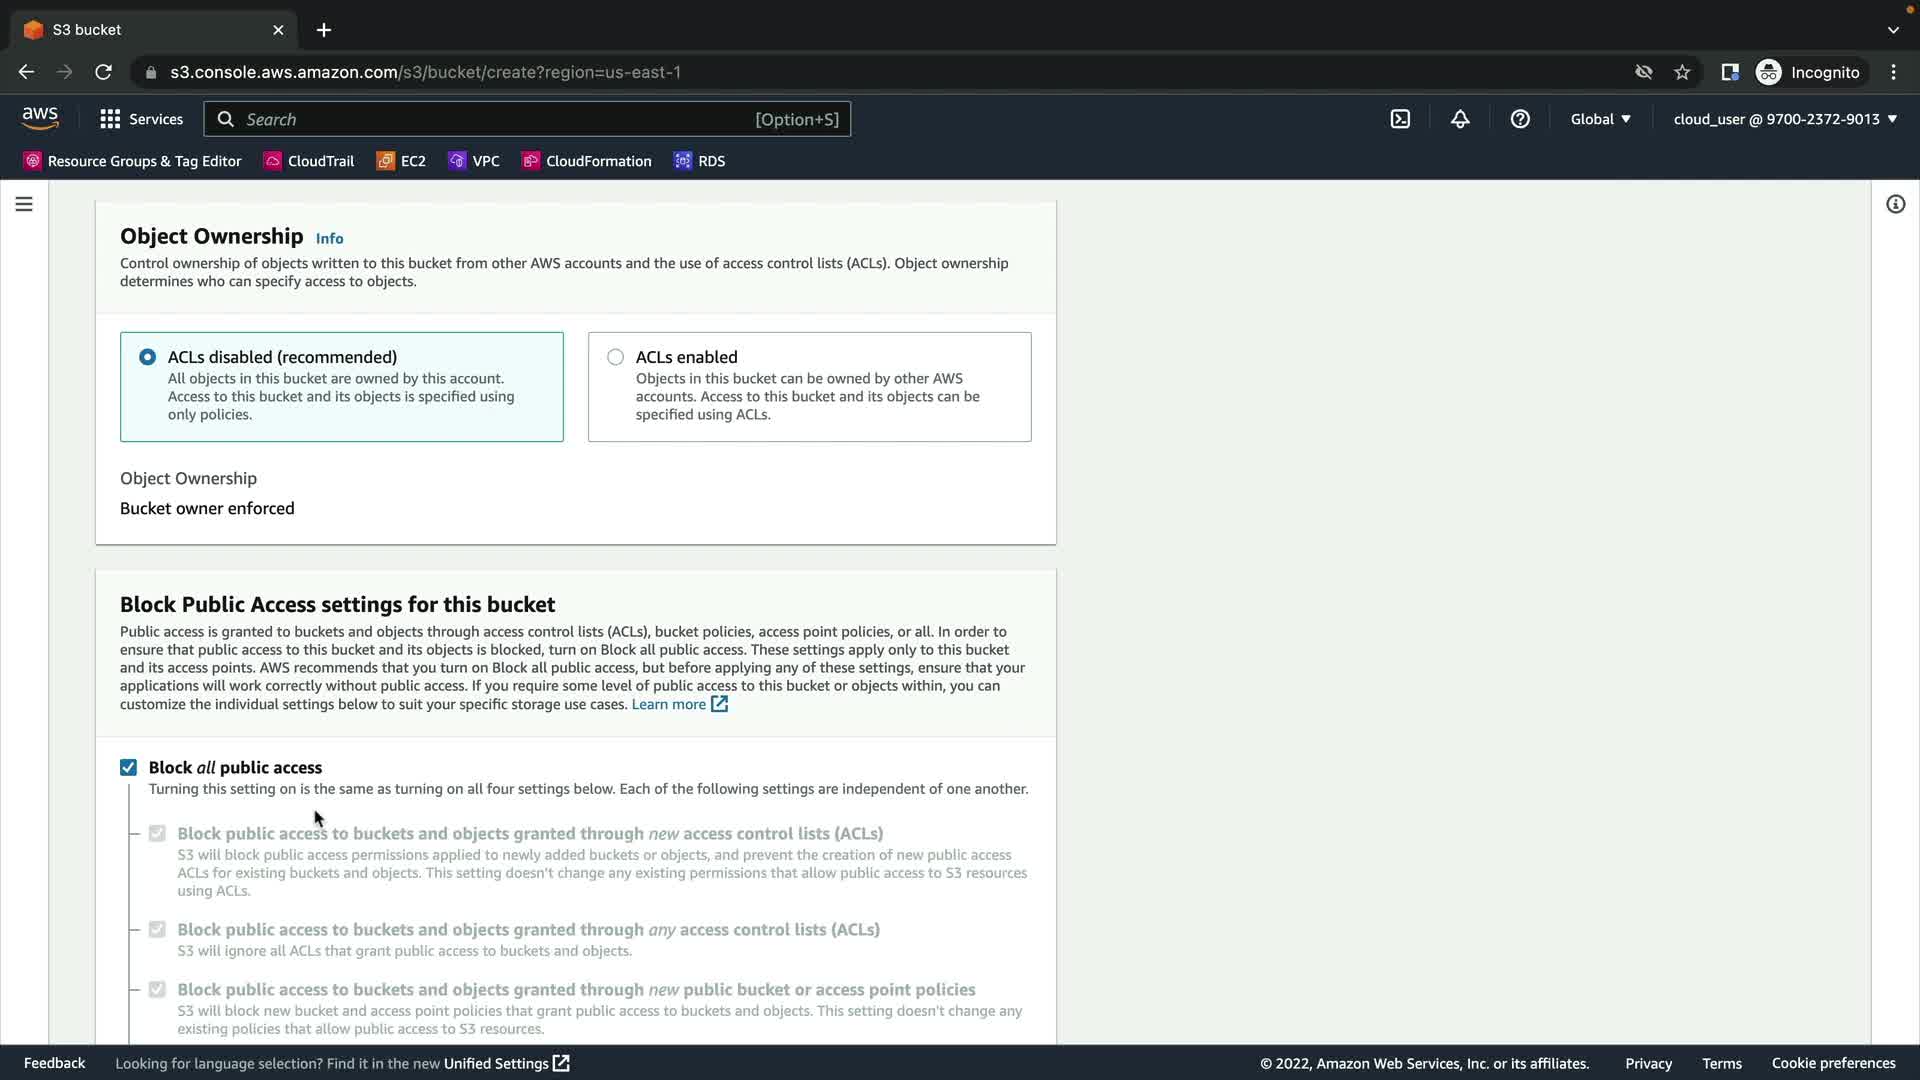 S3 bucket
s3.console.aws.amazon.com/s3/bucket/create?region=us-east-1
Incognito
aws
Services
Search
[Option+S]
Global
cloud_user @ 9700-2372-9013
Resource Groups & Tag Editor
CloudTrail
EC2
VPC
CloudFormation
RDS
Object Ownership Info
Control ownership of objects written to this bucket from other AWS accounts and the use of access control lists (ACLs). Object ownership
determines who can specify access to objects.
ACLs disabled (recommended)
All objects in this bucket are owned by this account.
Access to this bucket and its objects is specified using
only policies.
ACLs enabled
Objects in this bucket can be owned by other AWS
accounts. Access to this bucket and its objects can be
specified using ACLs.
Object Ownership
Bucket owner enforced
Block Public Access settings for this bucket
Public access is granted to buckets and objects through access control lists (ACLs), bucket policies, access point policies, or all. In order to
ensure that public access to this bucket and its objects is blocked, turn on Block all public access. These settings apply only to this bucket
and its access points. AWS recommends that you turn on Block all public access, but before applying any of these settings, ensure that your
applications will work correctly without public access. If you require some level of public access to this bucket or objects within, you can
customize the individual settings below to suit your specific storage use cases. Learn more
Block all public access
Turning this setting on is the same as turning on all four settings below. Each of the following settings are independent of one another.
Block public access to buckets and objects granted through new access control lists (ACLs)
S3 will block public access permissions applied to newly added buckets or objects, and prevent the creation of new public access
ACLs for existing buckets and objects. This setting doesn't change any existing permissions that allow public access to S3 resources
using ACLs.
Block public access to buckets and objects granted through any access control lists (ACLs)
S3 will ignore all ACLs that grant public access to buckets and objects.
Block public access to buckets and objects granted through new public bucket or access point policies
S3 will block new bucket and access point policies that grant public access to buckets and objects. This setting doesn't change any
existing policies that allow public access to S3 resources.
Feedback
Looking for language selection? Find it in the new Unified Settings
© 2022, Amazon Web Services, Inc. or its affiliates.
Privacy
Terms
Cookie preferences